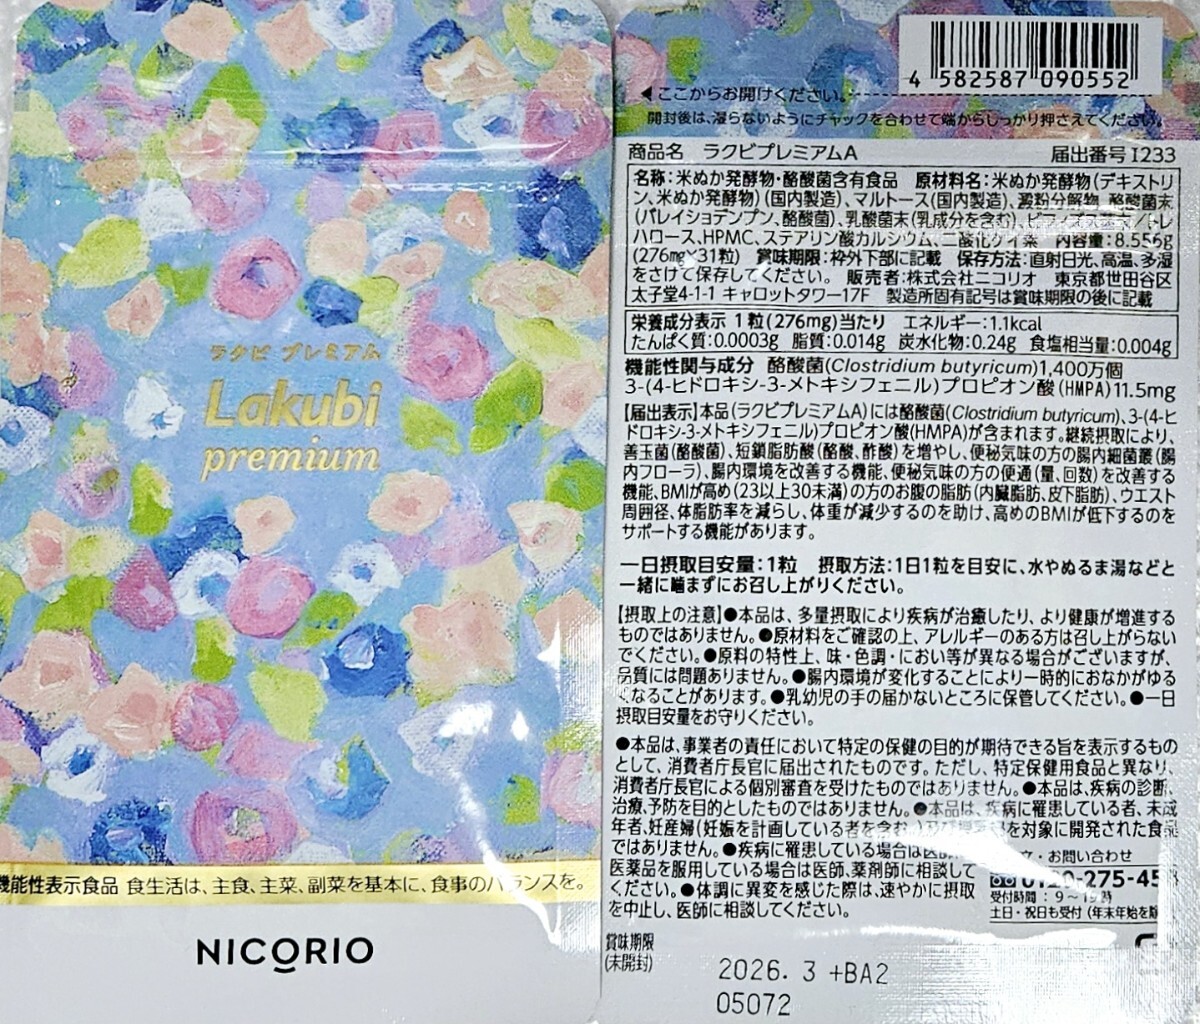 ラクビ プレミアム
Lakubi
premium
機能性表示食品 食生活は、主食、主菜、副菜を基本に、食事のバランスを。
NICORIO
4 582587 090552
◀ここからお開けください。
開封後は、湿らないようにチャックを合わせて端からしっかり押さえてください。
商品名 ラクビプレミアムA 届出番号 I233
名称：米ぬか発酵物・酪酸菌含有食品 原材料名：米ぬか発酵物(デキストリ
ン、米ぬか発酵物)(国内製造)、マルトース(国内製造)、澱粉分解物、酪酸菌末
(バレイショデンプン、酪酸菌)、乳酸菌末(乳成分を含む)、ビフィズス菌末/トレ
ハロース、HPMC、ステアリン酸カルシウム、二酸化ケイ素 内容量：8.556g
(276mg×31粒) 賞味期限：枠外下部に記載 保存方法：直射日光、高温、多湿
をさけて保存してください。 販売者：株式会社ニコリオ 東京都世田谷区
太子堂4-1-1 キャロットタワー17F 製造所固有記号は賞味期限の後に記載
栄養成分表示 1粒(276mg)当たり エネルギー：1.1kcal
たんぱく質：0.0003g 脂質：0.014g 炭水化物：0.24g 食塩相当量：0.004g
機能性関与成分 酪酸菌(Clostridium butyricum)1,400万個
3-(4-ヒドロキシ-3-メトキシフェニル)プロピオン酸(HMPA)11.5mg
【届出表示】本品(ラクビプレミアムA)には酪酸菌(Clostridium butyricum)、3-(4-ヒ
ドロキシ-3-メトキシフェニル)プロピオン酸(HMPA)が含まれます。継続摂取により、
善玉菌(酪酸菌)、短鎖脂肪酸(酪酸、酢酸)を増やし、便秘気味の方の腸内細菌叢(腸
内フローラ)、腸内環境を改善する機能、便秘気味の方の便通(量、回数)を改善する
機能、BMIが高め(23以上30未満)の方のお腹の脂肪(内臓脂肪、皮下脂肪)、ウエスト
周囲径、体脂肪率を減らし、体重が減少するのを助け、高めのBMIが低下するのを
サポートする機能があります。
一日摂取目安量：1粒 摂取方法：1日1粒を目安に、水やぬるま湯などと
一緒に噛まずにお召し上がりください。
【摂取上の注意】●本品は、多量摂取により疾病が治癒したり、より健康が増進する
ものではありません。●原材料をご確認の上、アレルギーのある方は召し上がらない
でください。●原料の特性上、味・色調・におい等が異なる場合がございますが、
品質には問題ありません。●腸内環境が変化することにより一時的におなかがゆる
くなることがあります。●乳幼児の手の届かないところに保管してください。●一日
摂取目安量をお守りください。
●本品は、事業者の責任において特定の保健の目的が期待できる旨を表示するもの
として、消費者庁長官に届出されたものです。ただし、特定保健用食品と異なり、
消費者庁長官による個別審査を受けたものではありません。●本品は、疾病の診断、
治療、予防を目的としたものではありません。●本品は、疾病に罹患している者、未成
年者、妊産婦(妊娠を計画している者を含む。)及び授乳婦を対象に開発された食品
ではありません。●疾病に罹患している場合は医師
医薬品を服用している場合は医師、薬剤師に相談して
ください。●体調に異変を感じた際は、速やかに摂取
を中止し、医師に相談してください。
文・お問い合わせ
0120-275-45
受付時間：9～19時
土日・祝日も受付(年末年始を除
賞味期限
(未開封)
2026. 3 +BA2
05072